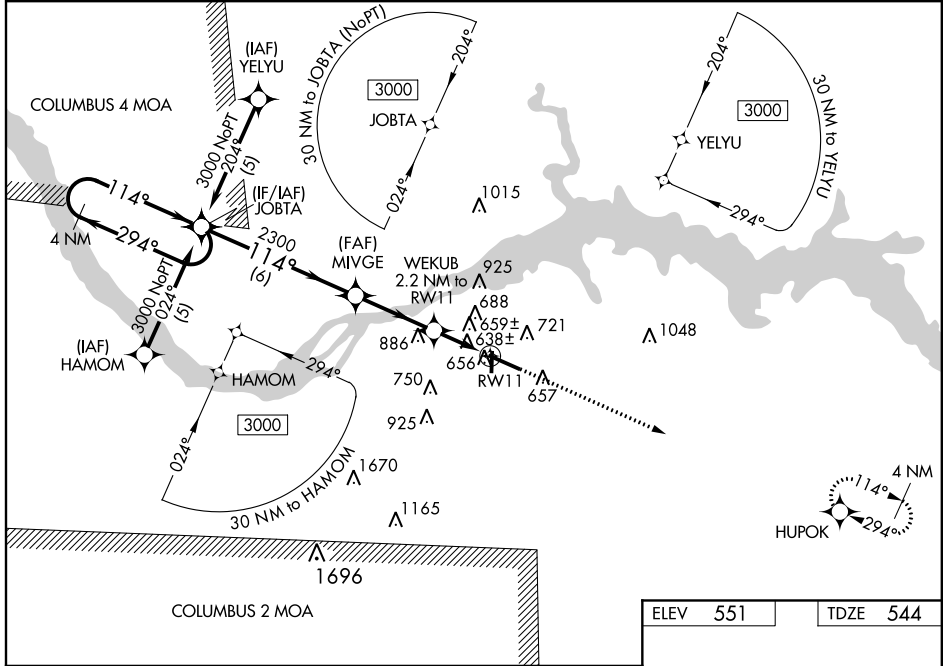 COLUMBUS 4 MOA
(IAF)
YELYU
3000 NoPT
204°
(5)
30 NM to JOBTA (NoPT)
204°
3000
JOBTA
024°
204°
3000
YELYU
294°
30 NM to YELYU
114°
294°
4 NM
(IF/IAF)
JOBTA
2300
114°
(6)
(FAF)
MIVGE
WEKUB
2.2 NM to
RW11
1015
925
688
659±
638±
721
1048
886
656
RW11
657
750
925
3000 NoPT
024°
(5)
(IAF)
HAMOM
HAMOM
294°
024°
3000
30 NM to HAMOM
1670
1165
1696
COLUMBUS 2 MOA
4 NM
114°
294°
HUPOK
ELEV 551
TDZE 544